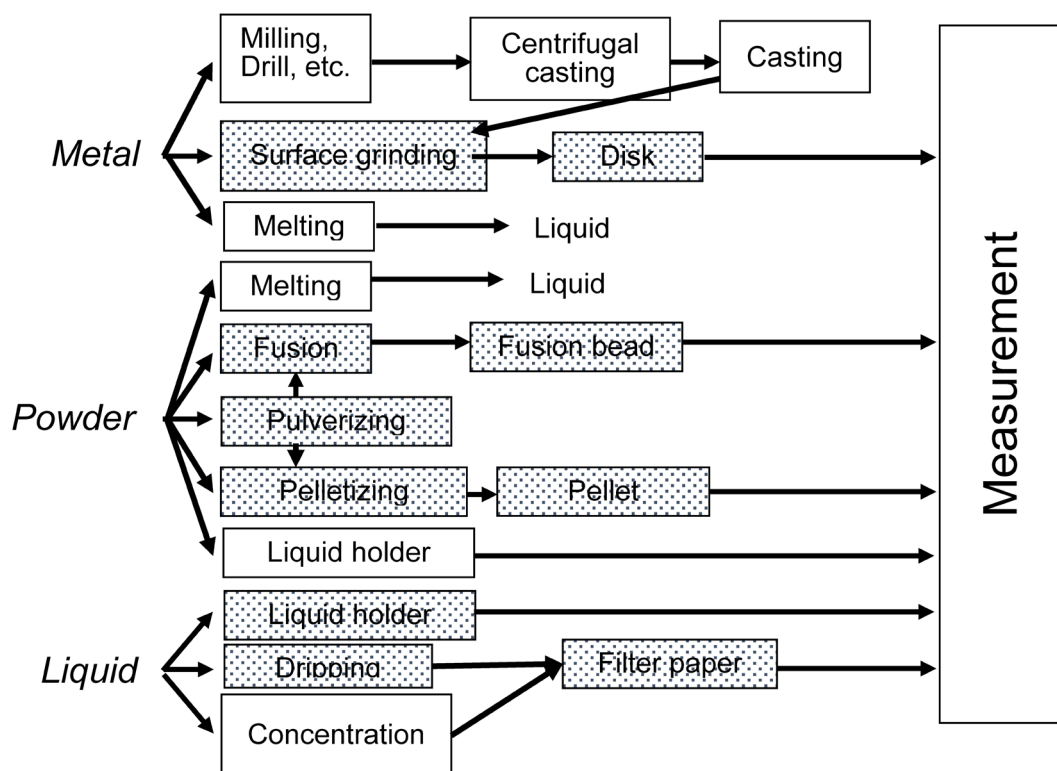 Milling,
Drill, etc.
Centrifugal
casting
Casting
Metal
Surface grinding
Disk
Melting
Liquid
Melting
Liquid
Fusion
Fusion bead
Powder
Pulverizing
Pelletizing
Pellet
Liquid holder
Liquid holder
Liquid
Dripping
Filter paper
Concentration
Measurement